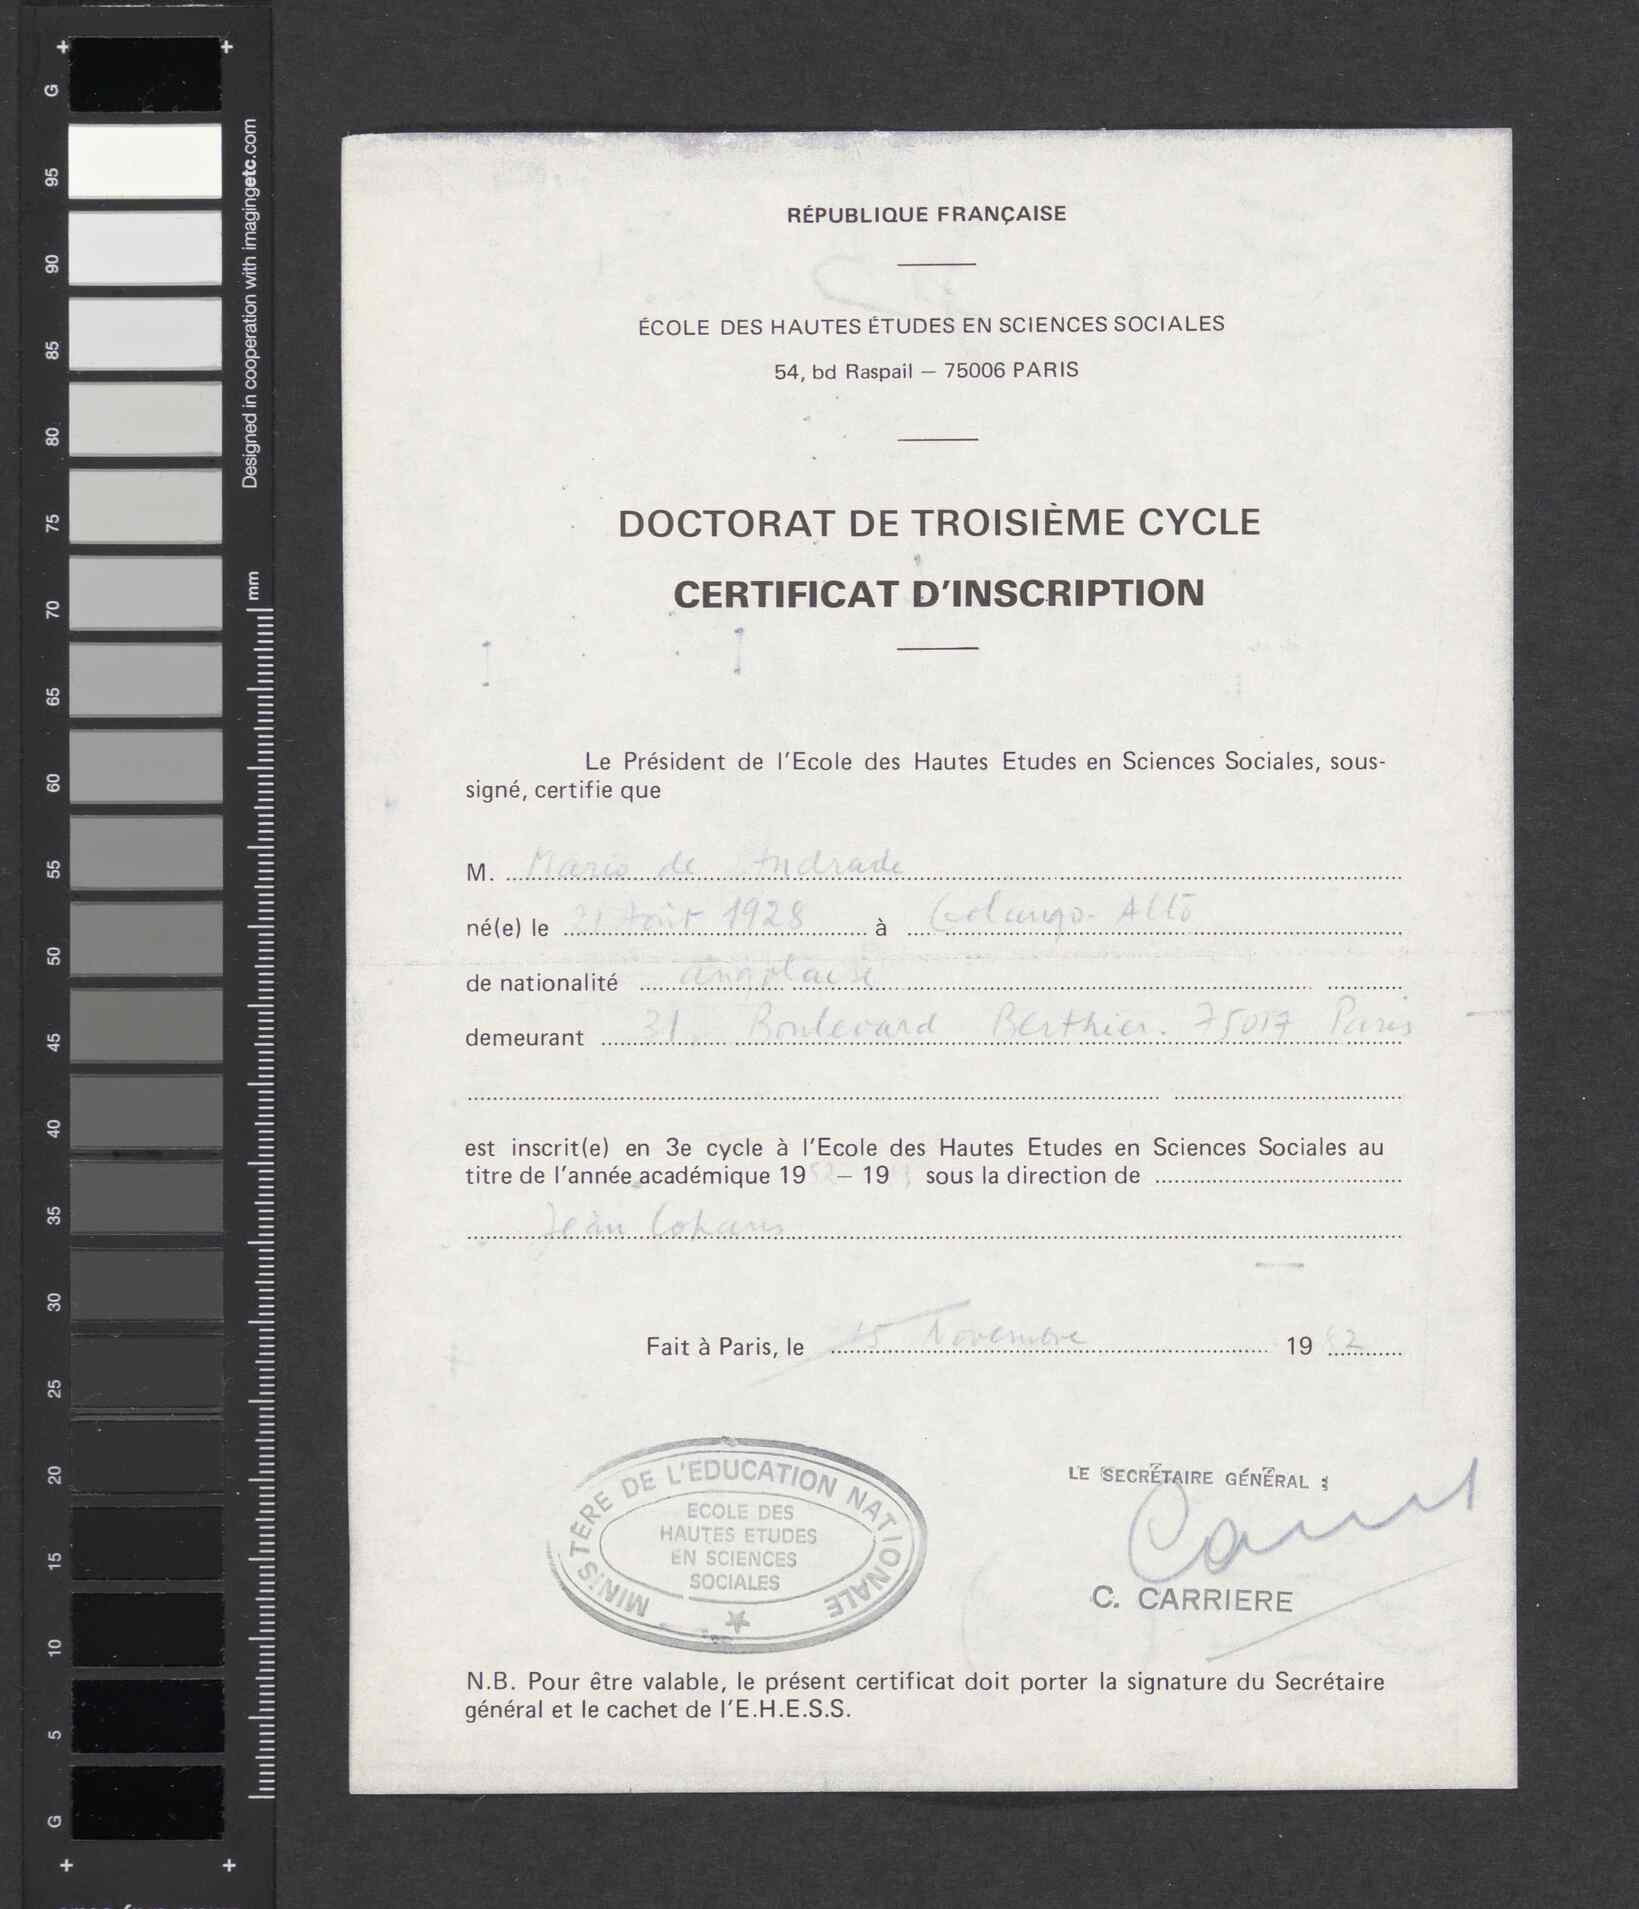 RÉPUBLIQUE FRANÇAISE
ÉCOLE DES HAUTES ÉTUDES EN SCIENCES SOCIALES
54, bd Raspail — 75006 PARIS
DOCTORAT DE TROISIÈME CYCLE
CERTIFICAT D'INSCRIPTION
Le Président de l'Ecole des Hautes Etudes en Sciences Sociales, sous-
signé, certifie que
M. Mario de Andrade
né(e) le 21 Août 1928 à Golungo-Alto
de nationalité angolaise
demeurant 31 Boulevard Berthier. 75017 Paris
est inscrit(e) en 3e cycle à l'Ecole des Hautes Etudes en Sciences Sociales au
titre de l'année académique 19 82 — 19 sous la direction de
Jean Copans
Fait à Paris, le 15 Novembre 19 82
MINISTÈRE DE L'EDUCATION NATIONALE
ECOLE DES
HAUTES ETUDES
EN SCIENCES
SOCIALES
LE SECRÉTAIRE GÉNÉRAL :
C. CARRIERE
N.B. Pour être valable, le présent certificat doit porter la signature du Secrétaire
général et le cachet de l'E.H.E.S.S.
Designed in cooperation with imagingetc.com
mm
G
95
90
85
80
75
70
65
60
55
50
45
40
35
30
25
20
15
10
5
G